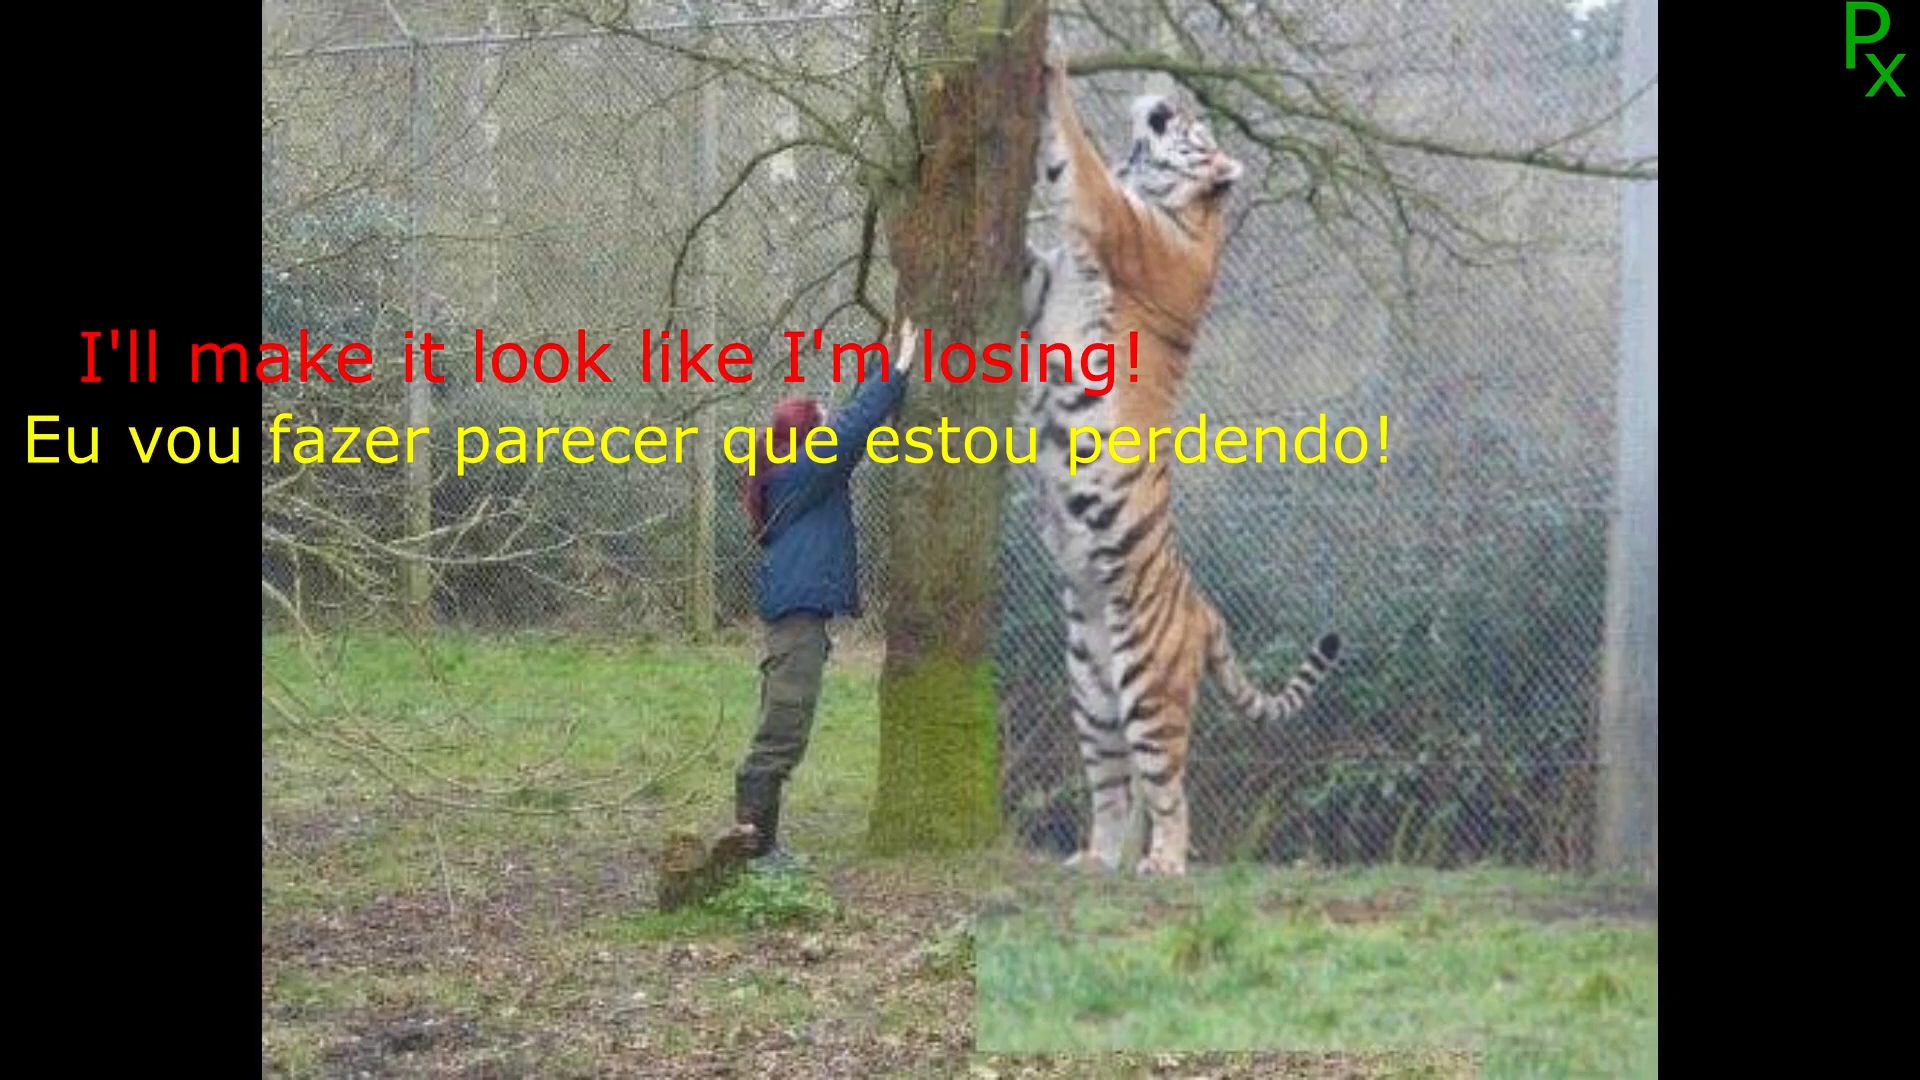 Px
I'll make it look like I'm losing!
Eu vou fazer parecer que estou perdendo!